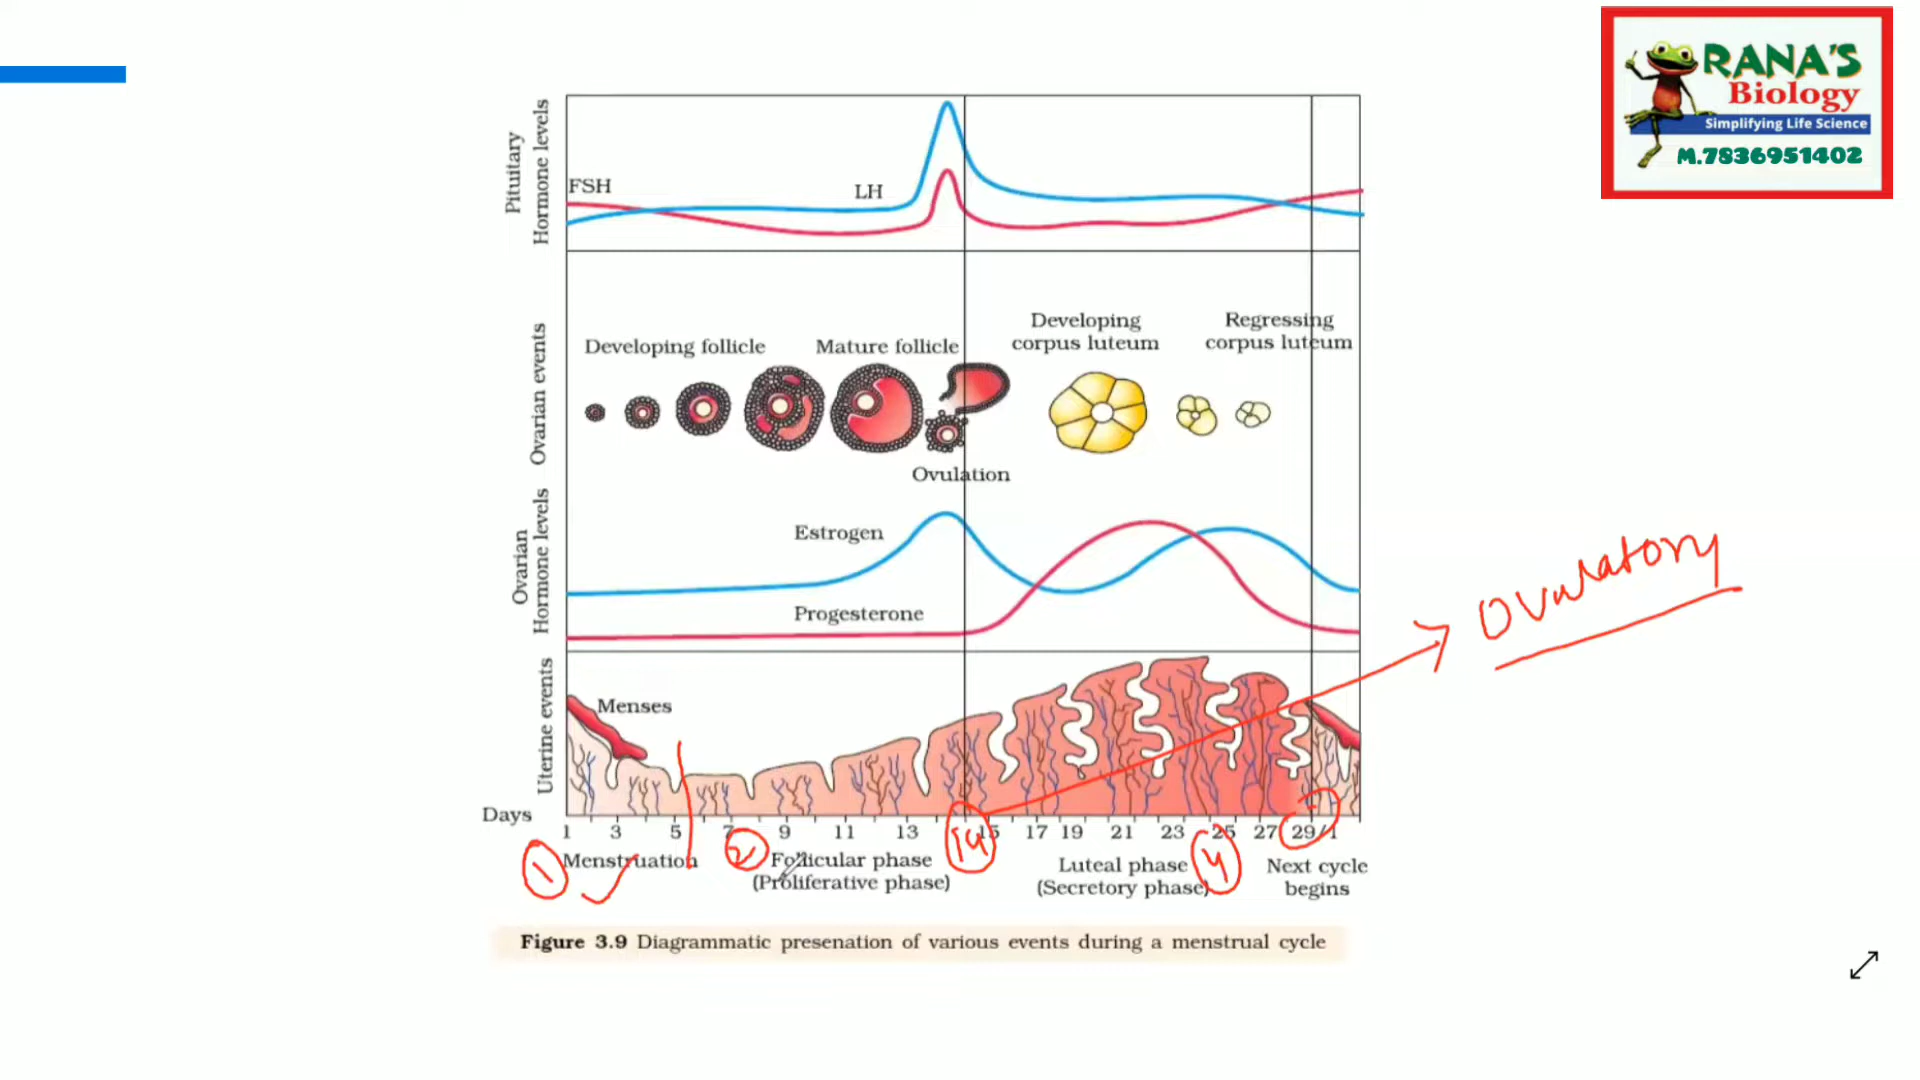 RANA'S
Biology
Simplifying Life Science
M.7836951402
Pituitary
Hormone levels
FSH
LH
Ovarian events
Developing follicle
Mature follicle
Developing
corpus luteum
Regressing
corpus luteum
Ovulation
Ovarian
Hormone levels
Estrogen
Progesterone
Ovulatory
Uterine events
Menses
Days
1 3 5 7 9 11 13 15 17 19 21 23 25 27 29/1
1 Menstruation
2 Follicular phase
(Proliferative phase)
14
Luteal phase
(Secretory phase)
4
Next cycle
begins
Figure 3.9 Diagrammatic presenation of various events during a menstrual cycle